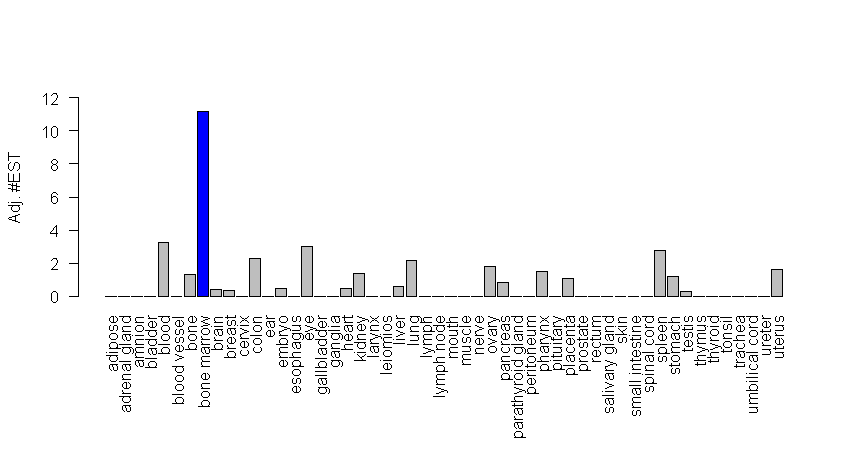 Adj. #EST
12
10
8
6
4
2
0
adipose
adrenal gland
amnion
bladder
blood
blood vessel
bone
bone marrow
brain
breast
cervix
colon
ear
embryo
esophagus
eye
gallbladder
ganglia
heart
kidney
larynx
leiomios
liver
lung
lymph
lymph node
mouth
muscle
nerve
ovary
pancreas
parathyroid gland
peritoneum
pharynx
pituitary
placenta
prostate
rectum
salivary gland
skin
small intestine
spinal cord
spleen
stomach
testis
thymus
thyroid
tonsil
trachea
umbilical cord
ureter
uterus